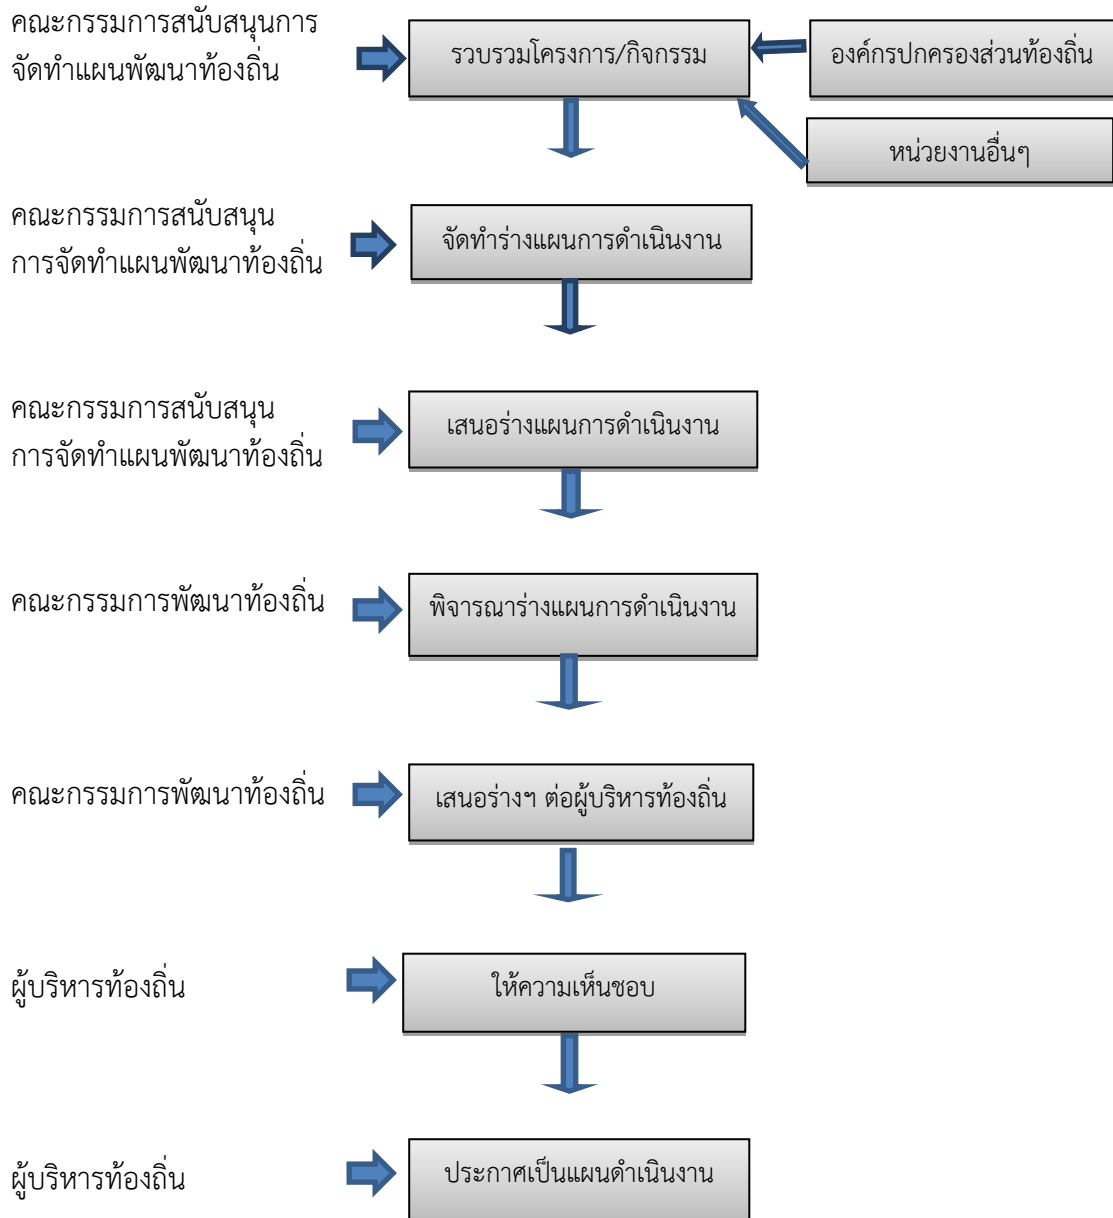 คณะกรรมการสนับสนุนการ
จัดทำแผนพัฒนาท้องถิ่น
รวบรวมโครงการ/กิจกรรม
องค์กรปกครองส่วนท้องถิ่น
หน่วยงานอื่นๆ
คณะกรรมการสนับสนุน
การจัดทำแผนพัฒนาท้องถิ่น
จัดทำร่างแผนการดำเนินงาน
คณะกรรมการสนับสนุน
การจัดทำแผนพัฒนาท้องถิ่น
เสนอร่างแผนการดำเนินงาน
คณะกรรมการพัฒนาท้องถิ่น
พิจารณาร่างแผนการดำเนินงาน
คณะกรรมการพัฒนาท้องถิ่น
เสนอร่างฯ ต่อผู้บริหารท้องถิ่น
ผู้บริหารท้องถิ่น
ให้ความเห็นชอบ
ผู้บริหารท้องถิ่น
ประกาศเป็นแผนดำเนินงาน